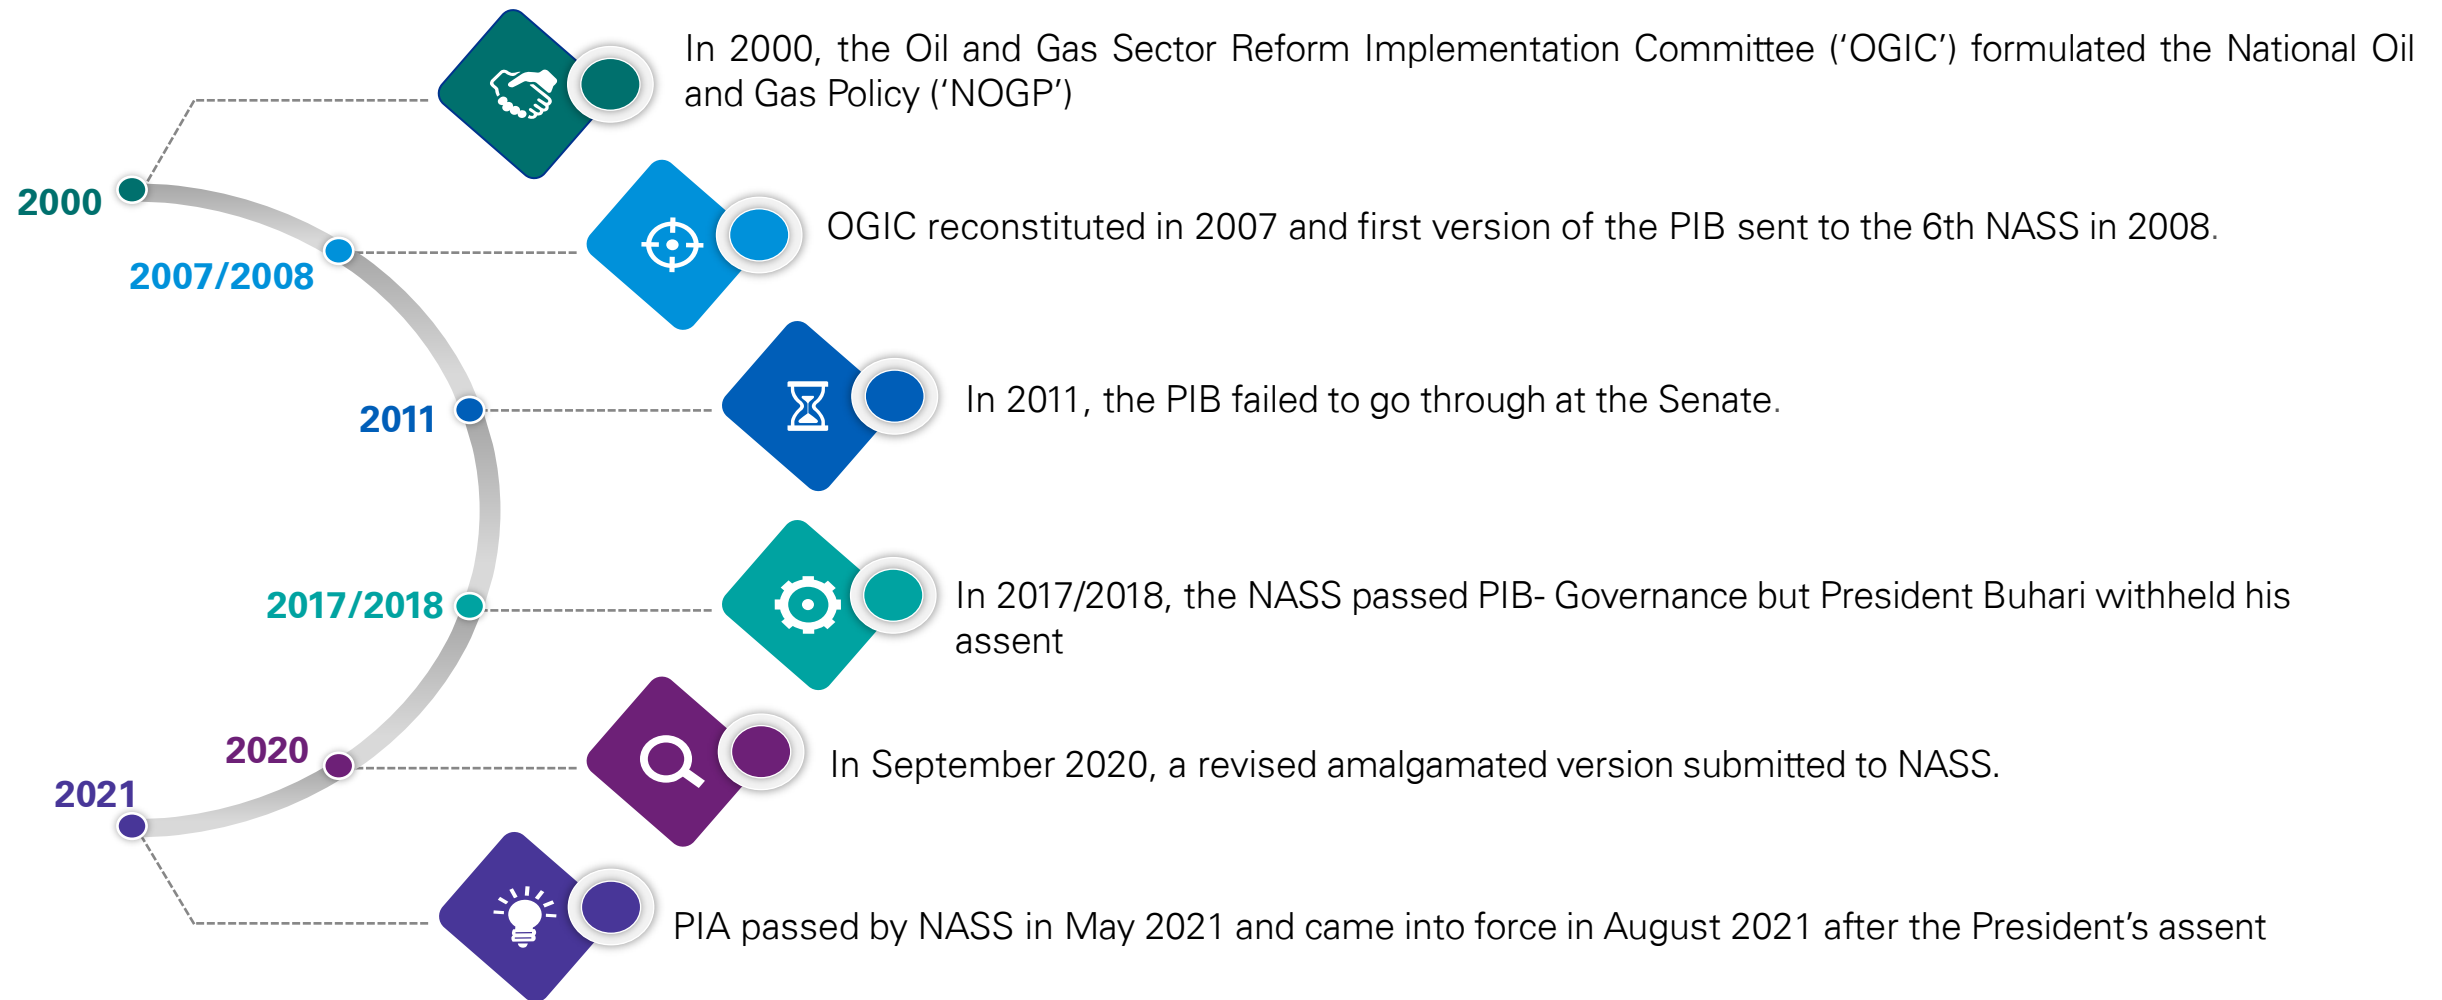 In 2000, the Oil and Gas Sector Reform Implementation Committee (‘OGIC’) formulated the National Oil
and Gas Policy (‘NOGP’)
2000
OGIC reconstituted in 2007 and first version of the PIB sent to the 6th NASS in 2008.
2007/2008
In 2011, the PIB failed to go through at the Senate.
2011
In 2017/2018, the NASS passed PIB- Governance but President Buhari withheld his
assent
2017/2018
2020
In September 2020, a revised amalgamated version submitted to NASS.
2021
PIA passed by NASS in May 2021 and came into force in August 2021 after the President’s assent